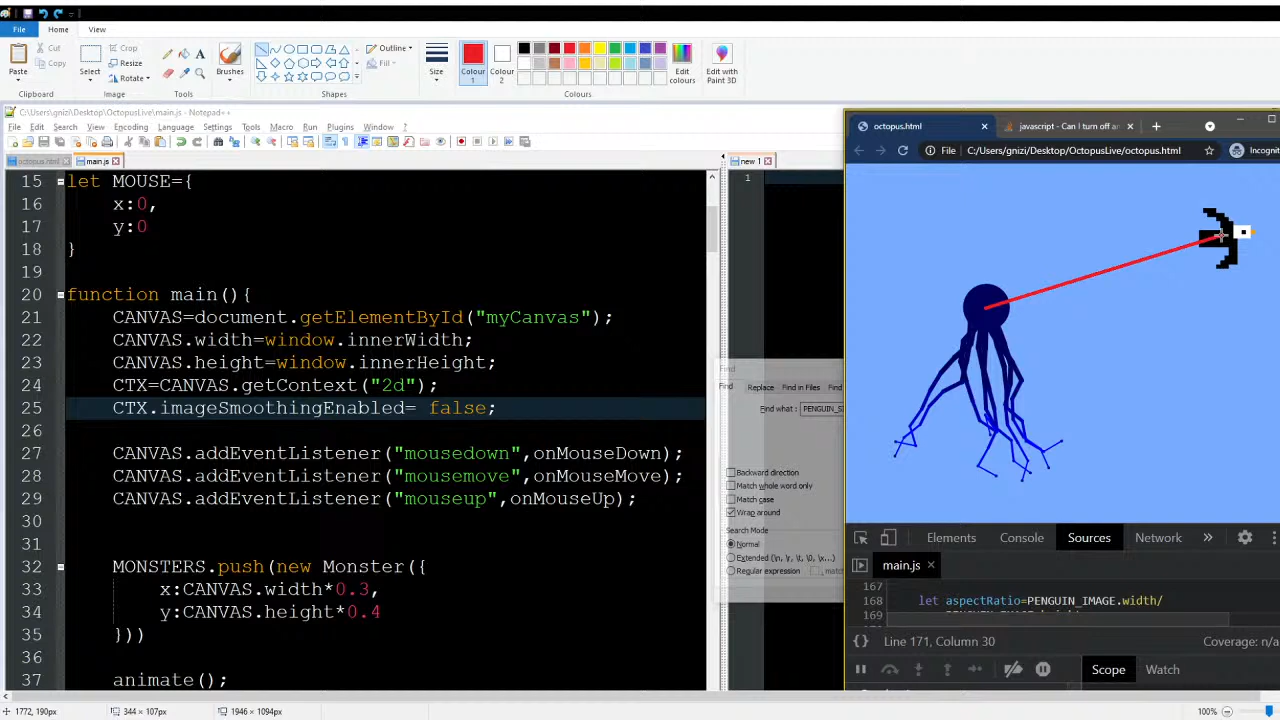 File
Home
View
Paste
Cut
Copy
Clipboard
Select
Crop
Resize
Rotate
Image
Tools
Brushes
Shapes
Outline
Fill
Size
Colour 1
Colour 2
Edit colours
Colours
Edit with Paint 3D
C:\Users\gnizi\Desktop\OctopusLive\main.js - Notepad++
File Edit Search View Encoding Language Settings Tools Macro Run Plugins Window ?
octopus.html main.js
15 let MOUSE={
16 x:0,
17 y:0
18 }
19
20 function main(){
21 CANVAS=document.getElementById("myCanvas");
22 CANVAS.width=window.innerWidth;
23 CANVAS.height=window.innerHeight;
24 CTX=CANVAS.getContext("2d");
25 CTX.imageSmoothingEnabled= false;
26
27 CANVAS.addEventListener("mousedown",onMouseDown);
28 CANVAS.addEventListener("mousemove",onMouseMove);
29 CANVAS.addEventListener("mouseup",onMouseUp);
30
31
32 MONSTERS.push(new Monster({
33 x:CANVAS.width*0.3,
34 y:CANVAS.height*0.4
35 }))
36
37 animate();
new 1
1
Find
Find Replace Find in Files
Find what :
Backward direction
Match whole word only
Match case
Wrap around
Search Mode
Normal
Extended (\n, \r, \t, \0, \x...)
Regular expression
octopus.html
javascript - Can I turn off
File C:/Users/gnizi/Desktop/OctopusLive/octopus.html
Elements Console Sources Network
main.js
167
168 let aspectRatio=PENGUIN_IMAGE.width/
169
{} Line 171, Column 30 Coverage: n/a
Scope Watch
1772, 190px
344 × 107px
1946 × 1094px
100%